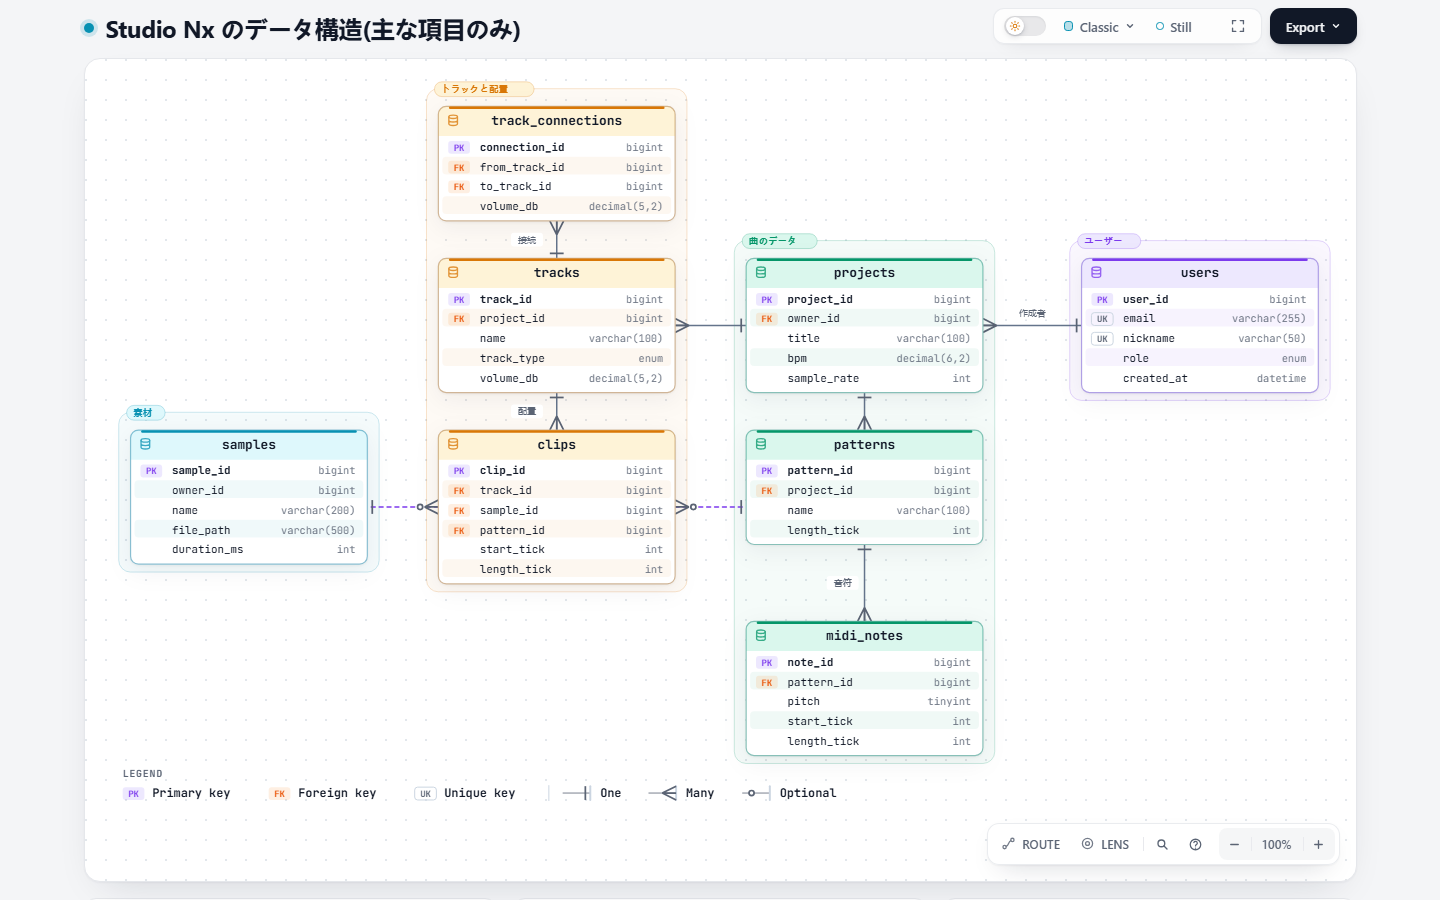 Studio Nx のデータ構造(主な項目のみ)
Classic
Still
Export
トラックと配置
track_connections
PK connection_id bigint
FK from_track_id bigint
FK to_track_id bigint
volume_db decimal(5,2)
接続
tracks
PK track_id bigint
FK project_id bigint
name varchar(100)
track_type enum
volume_db decimal(5,2)
配置
clips
PK clip_id bigint
FK track_id bigint
FK sample_id bigint
FK pattern_id bigint
start_tick int
length_tick int
素材
samples
PK sample_id bigint
owner_id bigint
name varchar(200)
file_path varchar(500)
duration_ms int
曲のデータ
projects
PK project_id bigint
FK owner_id bigint
title varchar(100)
bpm decimal(6,2)
sample_rate int
patterns
PK pattern_id bigint
FK project_id bigint
name varchar(100)
length_tick int
音符
midi_notes
PK note_id bigint
FK pattern_id bigint
pitch tinyint
start_tick int
length_tick int
作成者
ユーザー
users
PK user_id bigint
UK email varchar(255)
UK nickname varchar(50)
role enum
created_at datetime
LEGEND
PK Primary key FK Foreign key UK Unique key One Many Optional
ROUTE LENS 100%